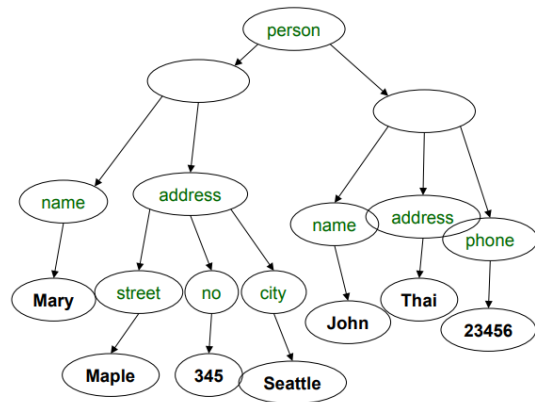 person
name
address
name
address
phone
Mary
street
no
city
John
Thai
23456
Maple
345
Seattle